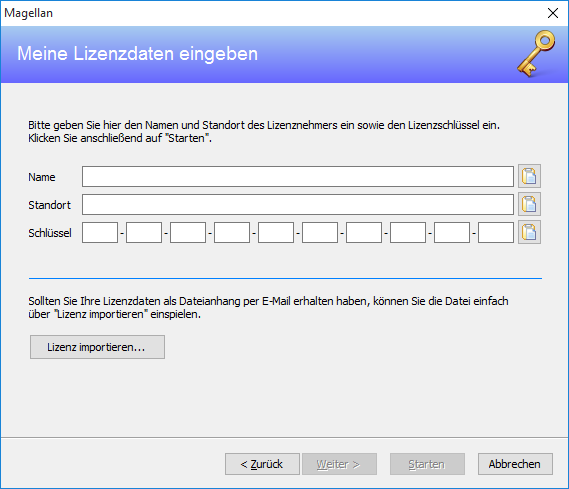 Magellan
Meine Lizenzdaten eingeben
Bitte geben Sie hier den Namen und Standort des Lizenznehmers ein sowie den Lizenzschlüssel ein.
Klicken Sie anschließend auf "Starten".
Name
Standort
Schlüssel - - - - - - - - -
Sollten Sie Ihre Lizenzdaten als Dateianhang per E-Mail erhalten haben, können Sie die Datei einfach
über "Lizenz importieren" einspielen.
Lizenz importieren...
< Zurück Weiter > Starten Abbrechen